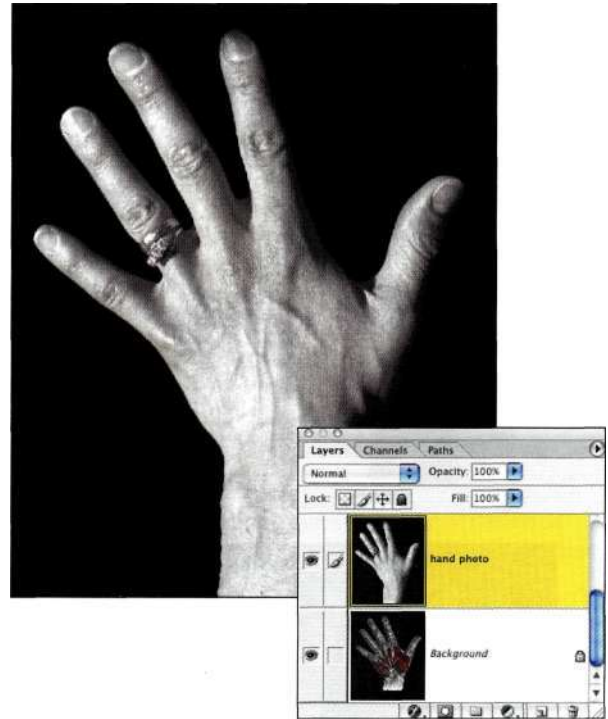 Layers Channels Paths
Normal Opacity: 100%
Lock: Fill: 100%
hand photo
Background